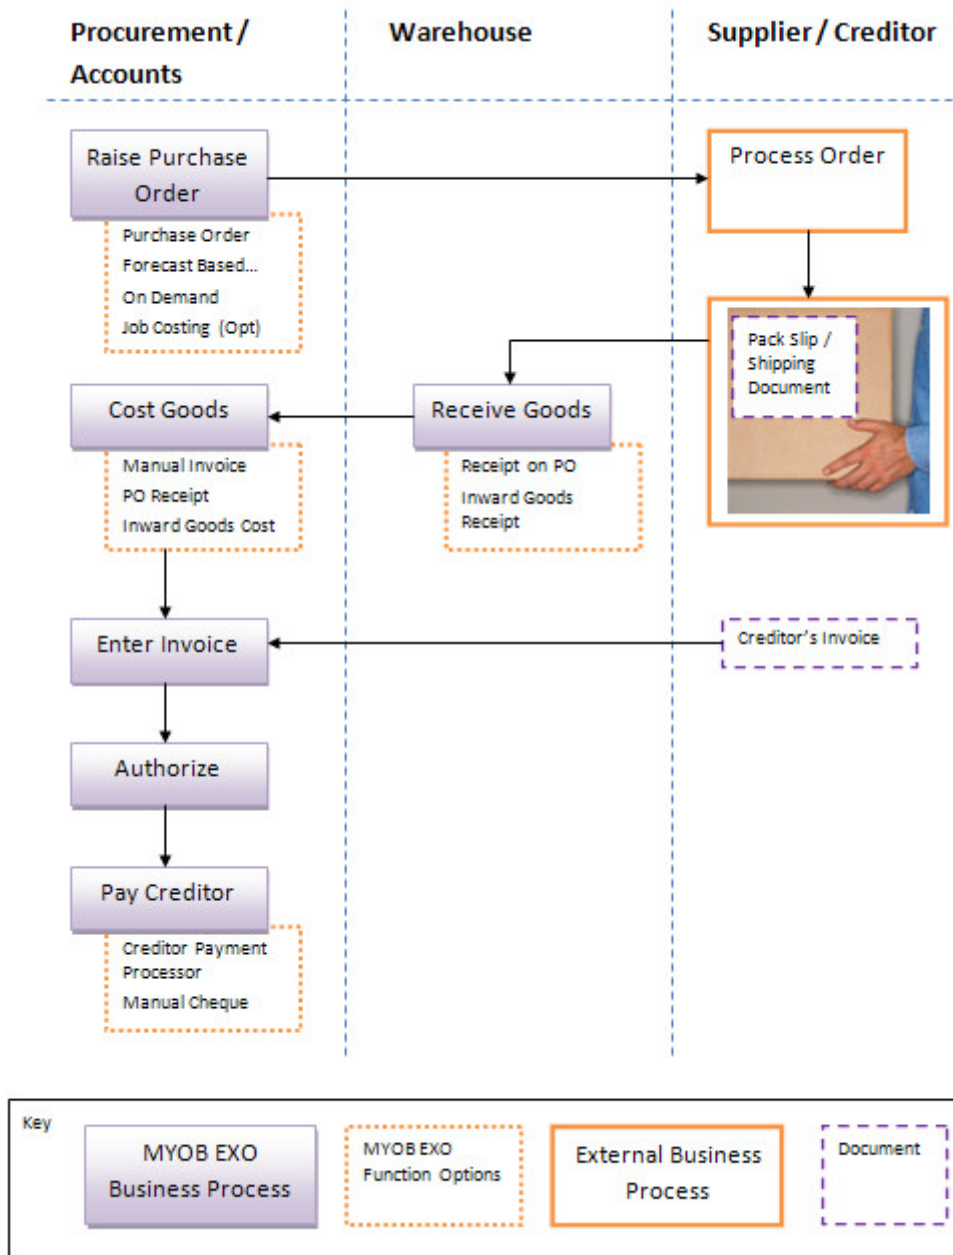 Procurement /
Accounts
Warehouse
Supplier / Creditor
Raise Purchase
Order
Process Order
Purchase Order
Forecast Based...
On Demand
Job Costing (Opt)
Pack Slip /
Shipping
Document
Cost Goods
Receive Goods
Manual Invoice
PO Receipt
Inward Goods Cost
Receipt on PO
Inward Goods
Receipt
Enter Invoice
Creditor's Invoice
Authorize
Pay Creditor
Creditor Payment
Processor
Manual Cheque
Key
MYOB EXO
Business Process
MYOB EXO
Function Options
External Business
Process
Document